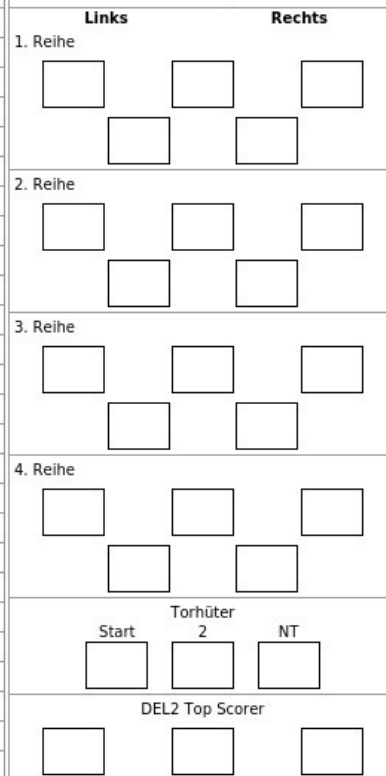 Links Rechts
1. Reihe
2. Reihe
3. Reihe
4. Reihe
Torhüter
Start 2 NT
DEL2 Top Scorer